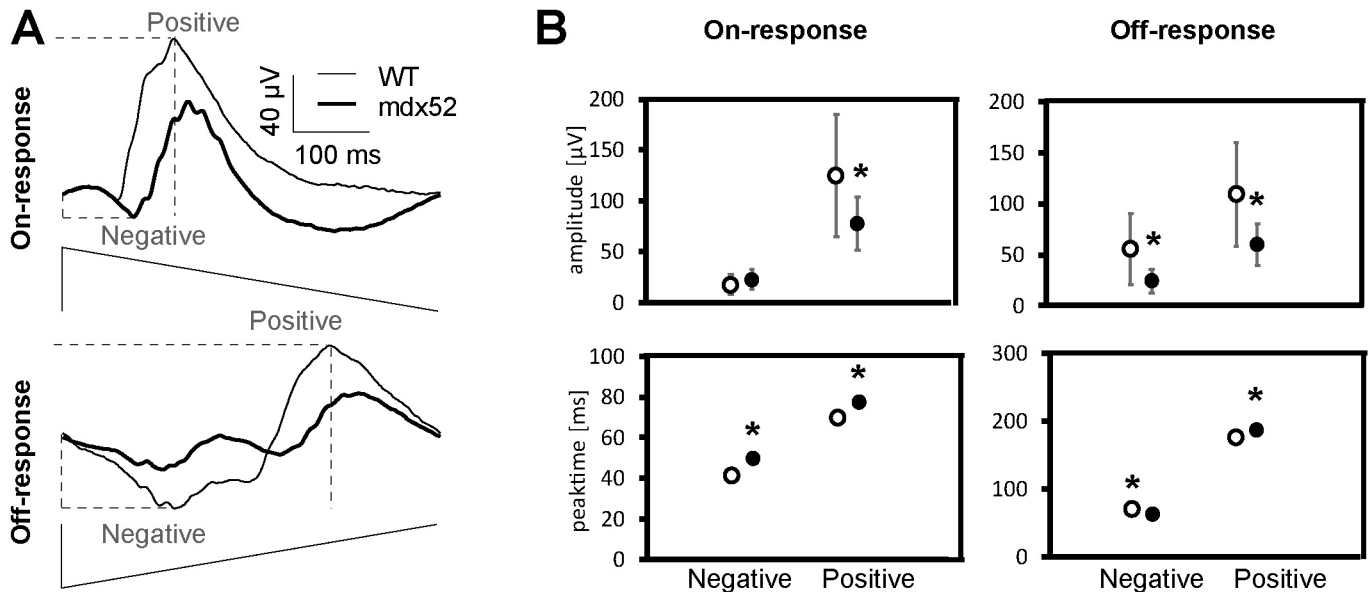 A
Positive
On-response
40 µV
WT
mdx52
100 ms
Negative
Positive
Off-response
Negative
B
On-response
Off-response
amplitude [µV]
200
150
100
50
0
*
200
150
100
50
0
*
*
peaktime [ms]
100
80
60
40
20
0
*
*
Negative
Positive
300
200
100
0
*
*
Negative
Positive